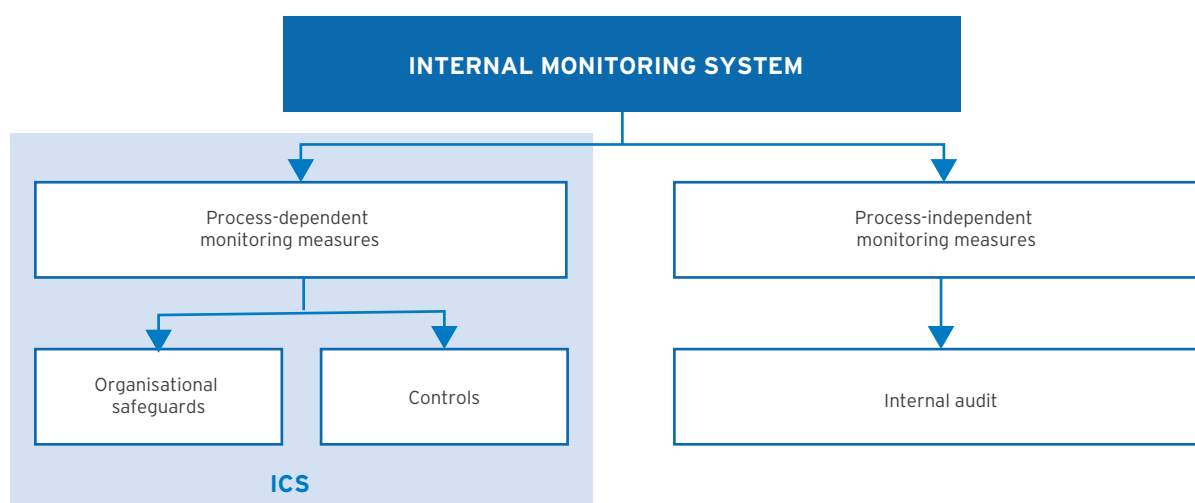 INTERNAL MONITORING SYSTEM
Process-dependent
monitoring measures
Process-independent
monitoring measures
Organisational
safeguards
Controls
Internal audit
ICS